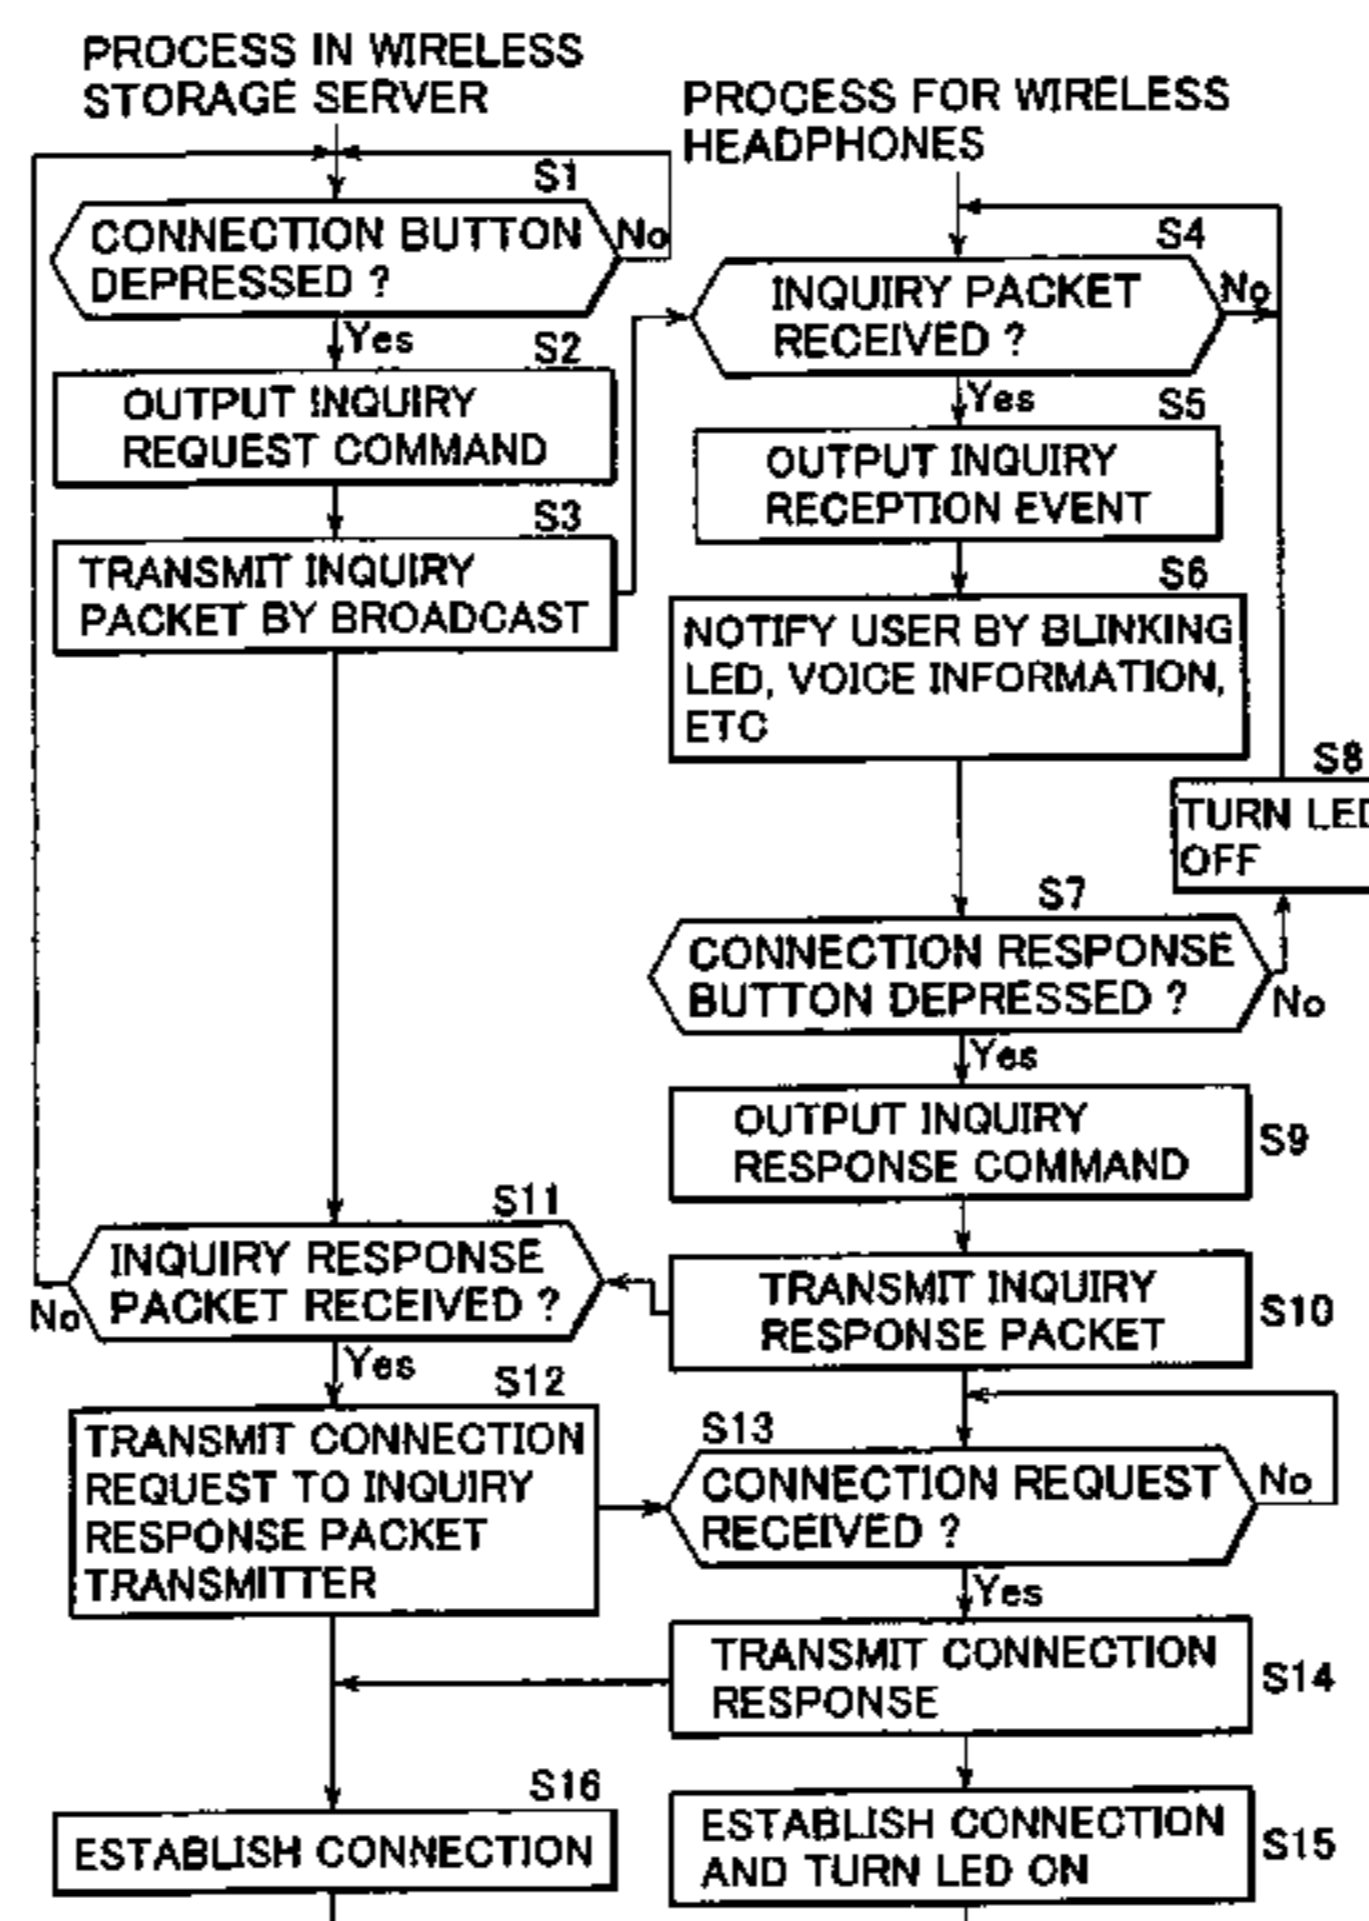 PROCESS IN WIRELESS
STORAGE SERVER
S1
CONNECTION BUTTON
DEPRESSED ?
No
Yes
S2
OUTPUT INQUIRY
REQUEST COMMAND
S3
TRANSMIT INQUIRY
PACKET BY BROADCAST
PROCESS FOR WIRELESS
HEADPHONES
S4
INQUIRY PACKET
RECEIVED ?
No
Yes
S5
OUTPUT INQUIRY
RECEPTION EVENT
S6
NOTIFY USER BY BLINKING
LED, VOICE INFORMATION,
ETC
S8
TURN LED
OFF
S7
CONNECTION RESPONSE
BUTTON DEPRESSED ?
No
Yes
OUTPUT INQUIRY
RESPONSE COMMAND
S9
TRANSMIT INQUIRY
RESPONSE PACKET
S10
S11
INQUIRY RESPONSE
PACKET RECEIVED ?
No
Yes
S12
TRANSMIT CONNECTION
REQUEST TO INQUIRY
RESPONSE PACKET
TRANSMITTER
S13
CONNECTION REQUEST
RECEIVED ?
No
Yes
TRANSMIT CONNECTION
RESPONSE
S14
S16
ESTABLISH CONNECTION
ESTABLISH CONNECTION
AND TURN LED ON
S15